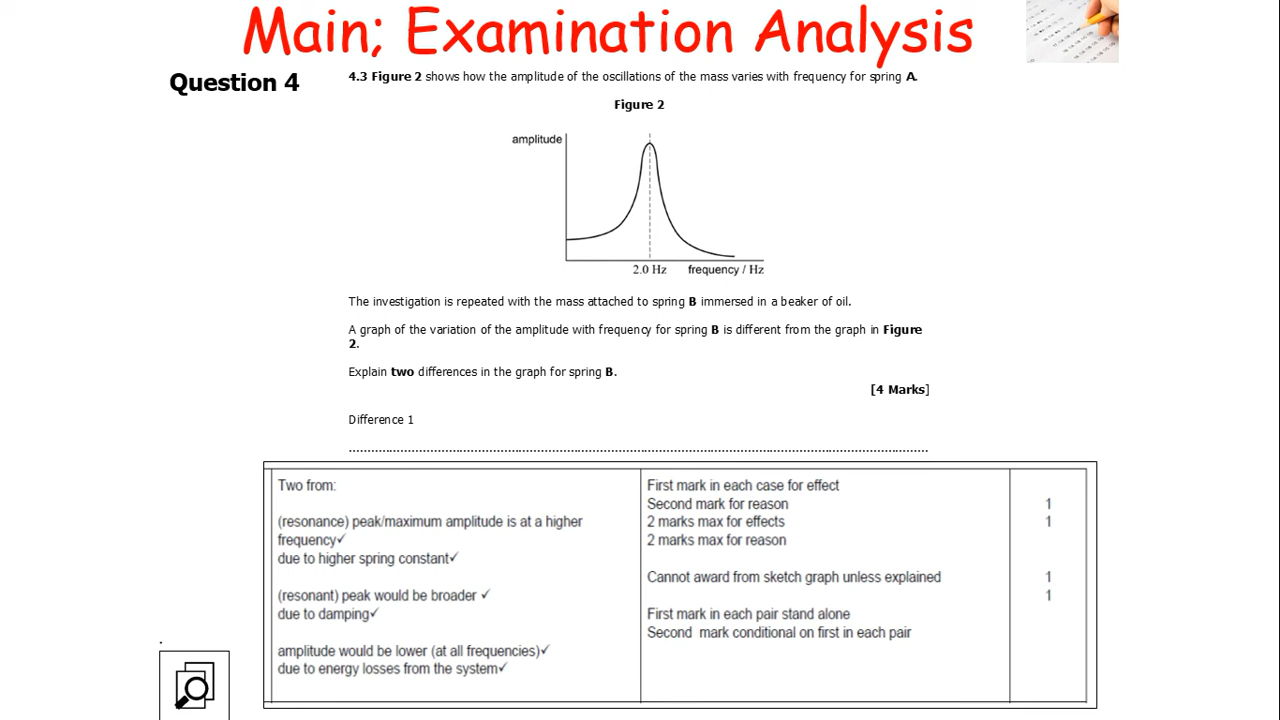 Main; Examination Analysis
Question 4
4.3 Figure 2 shows how the amplitude of the oscillations of the mass varies with frequency for spring A.
Figure 2
amplitude
2.0 Hz
frequency / Hz
The investigation is repeated with the mass attached to spring B immersed in a beaker of oil.
A graph of the variation of the amplitude with frequency for spring B is different from the graph in Figure
2.
Explain two differences in the graph for spring B.
[4 Marks]
Difference 1
................................................................................
Two from:
(resonance) peak/maximum amplitude is at a higher
frequency✓
due to higher spring constant✓
(resonant) peak would be broader ✓
due to damping✓
amplitude would be lower (at all frequencies)✓
due to energy losses from the system✓
First mark in each case for effect
Second mark for reason
2 marks max for effects
2 marks max for reason
Cannot award from sketch graph unless explained
First mark in each pair stand alone
Second mark conditional on first in each pair
1
1
1
1
.